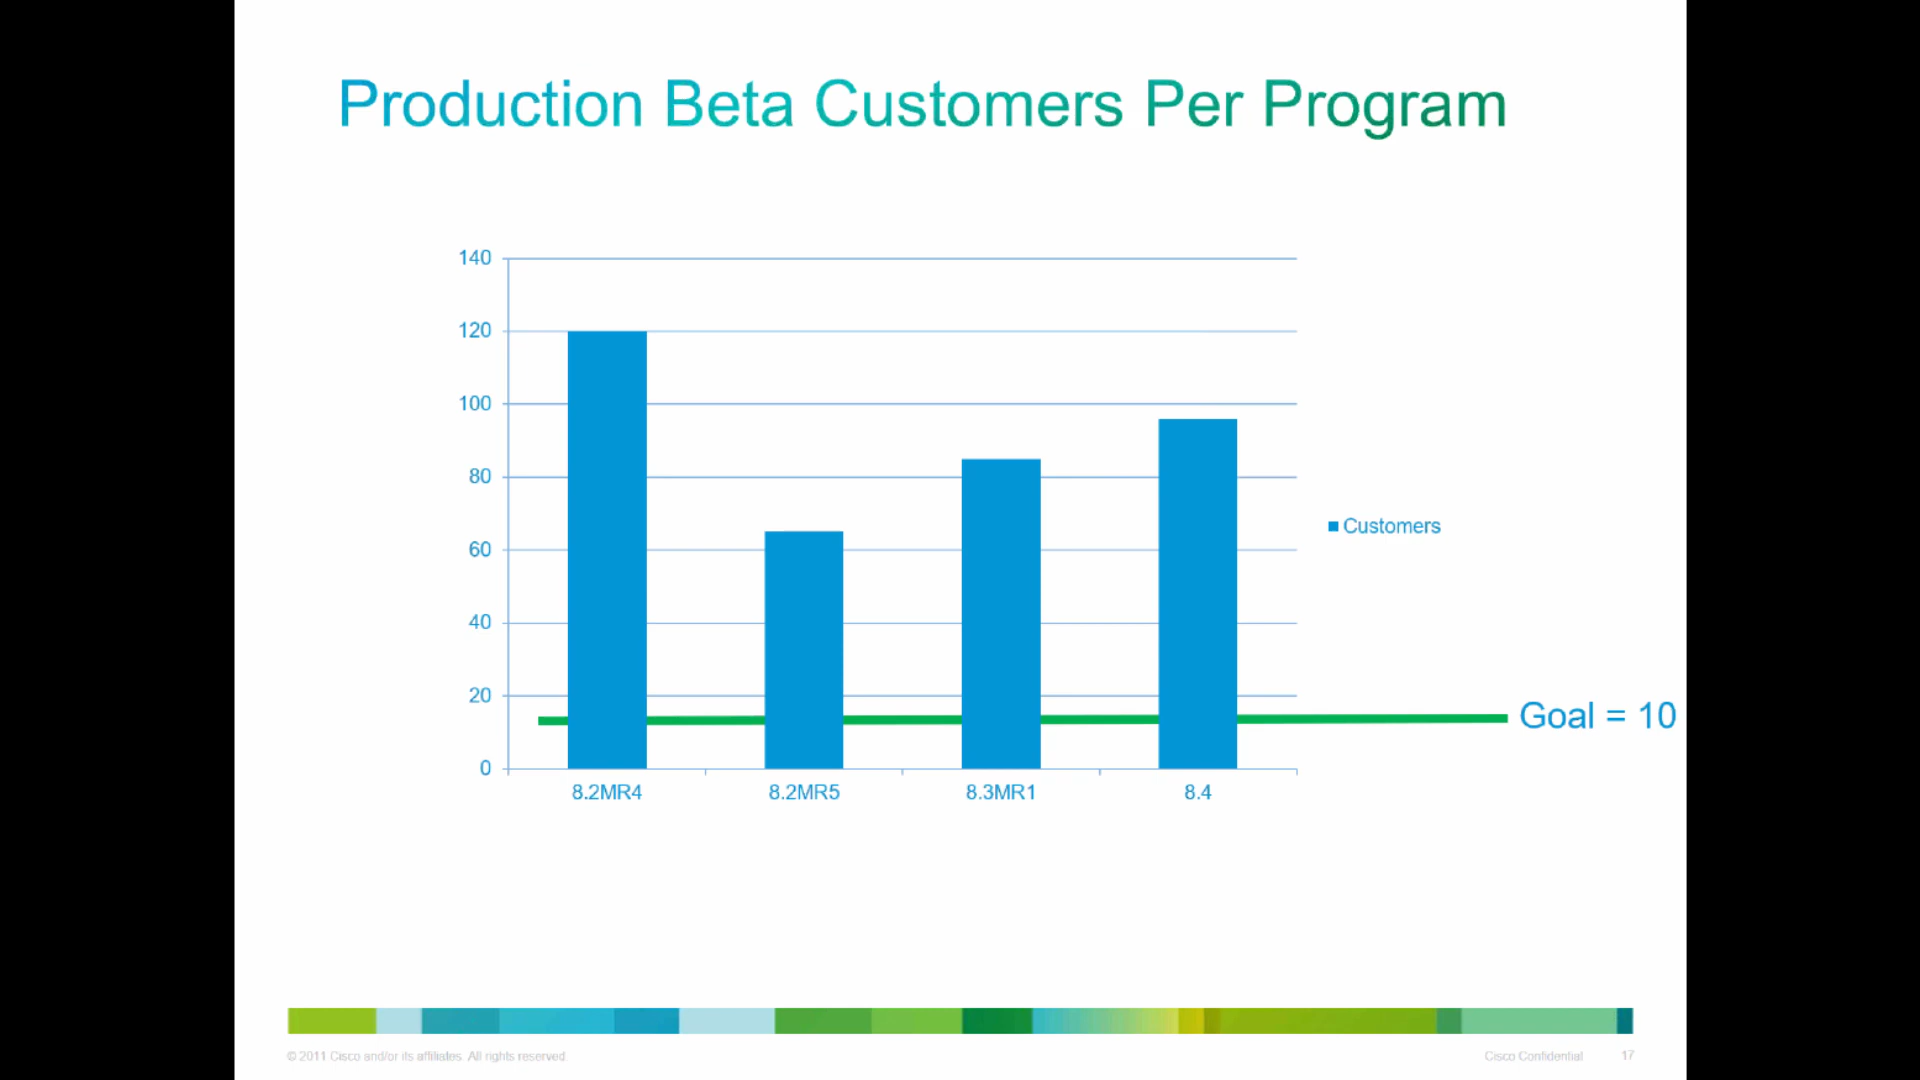 Production Beta Customers Per Program
140
120
100
80
60
40
20
0
8.2MR4 8.2MR5 8.3MR1 8.4
Customers
Goal = 10
© 2011 Cisco and/or its affiliates. All rights reserved.
Cisco Confidential 17